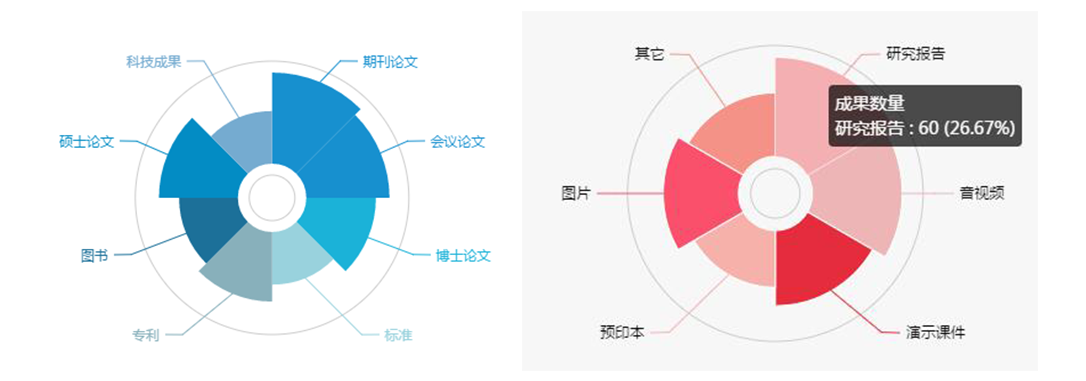 科技成果
期刊论文
硕士论文
会议论文
图书
博士论文
专利
标准
其它
研究报告
成果数量
研究报告 : 60 (26.67%)
图片
音视频
预印本
演示课件